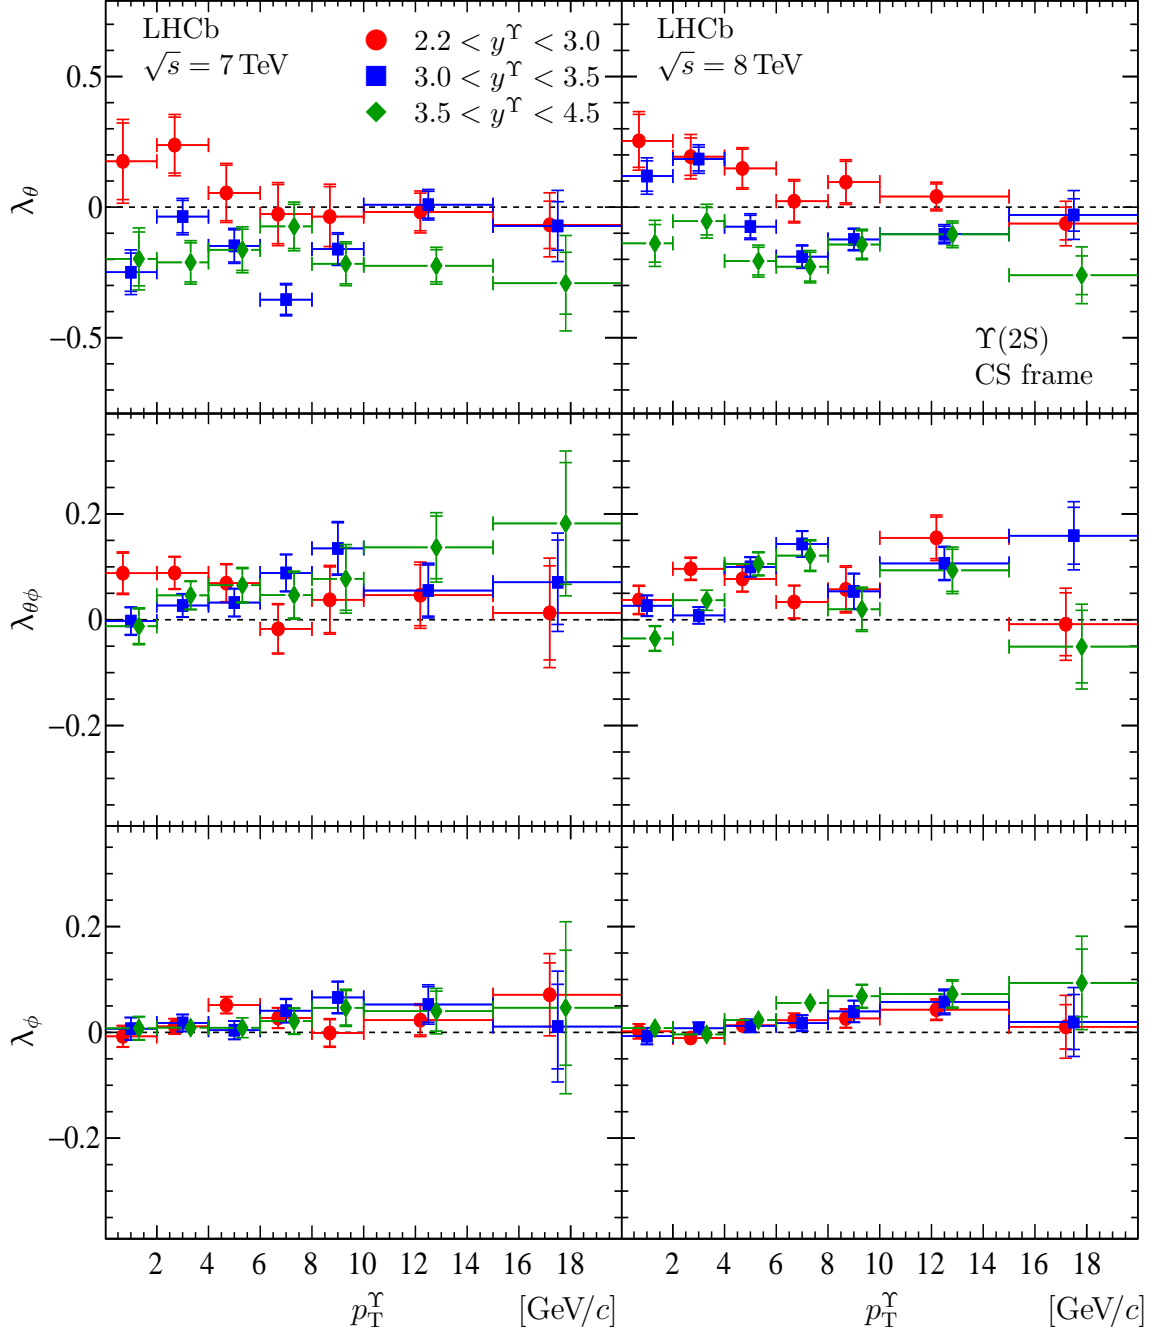 LHCb
√s = 7 TeV
2.2 < y^ϒ < 3.0
3.0 < y^ϒ < 3.5
3.5 < y^ϒ < 4.5
LHCb
√s = 8 TeV
ϒ(2S)
CS frame
λ_θ
0.5
0
−0.5
λ_θϕ
0.2
0
−0.2
λ_ϕ
0.2
0
−0.2
2 4 6 8 10 12 14 16 18
2 4 6 8 10 12 14 16 18
p_T^ϒ [GeV/c]
p_T^ϒ [GeV/c]